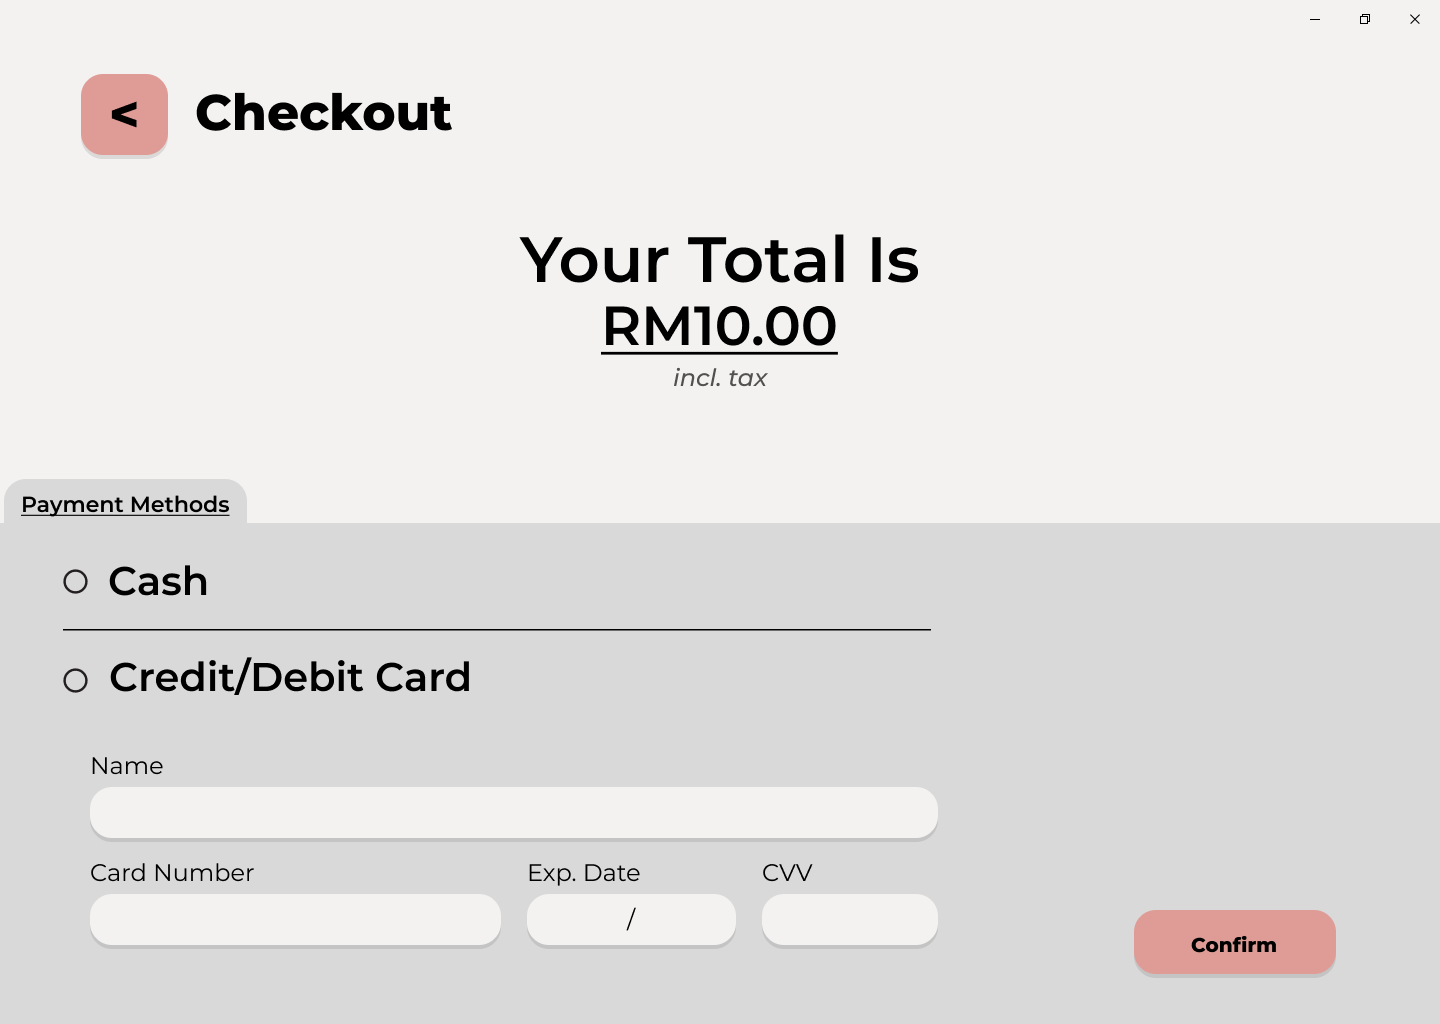 < Checkout
Your Total Is
RM10.00
incl. tax
Payment Methods
Cash
Credit/Debit Card
Name
Card Number Exp. Date CVV
/
Confirm